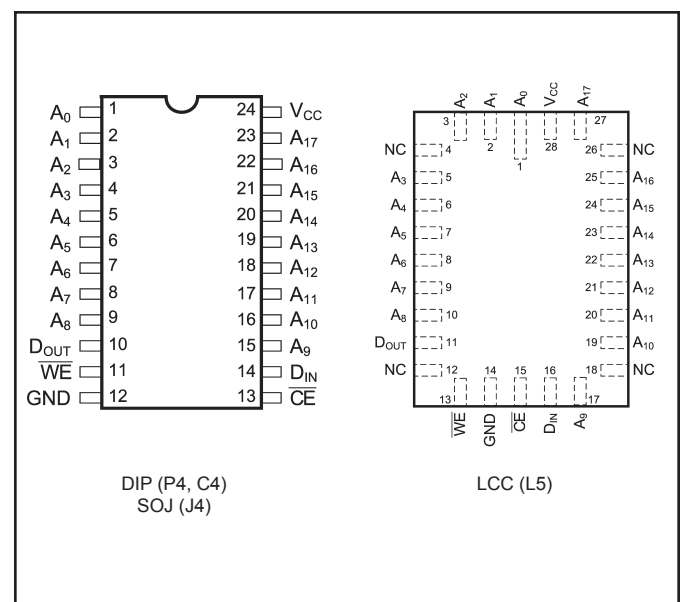 A0 1 24 VCC
A1 2 23 A17
A2 3 22 A16
A3 4 21 A15
A4 5 20 A14
A5 6 19 A13
A6 7 18 A12
A7 8 17 A11
A8 9 16 A10
DOUT 10 15 A9
WE 11 14 DIN
GND 12 13 CE
DIP (P4, C4)
SOJ (J4)
A2 A1 A0 VCC A17
3 2 1 28 27
NC 4 26 NC
A3 5 25 A16
A4 6 24 A15
A5 7 23 A14
A6 8 22 A13
A7 9 21 A12
A8 10 20 A11
DOUT 11 19 A10
NC 12 18 NC
13 14 15 16 17
WE GND CE DIN A9
LCC (L5)